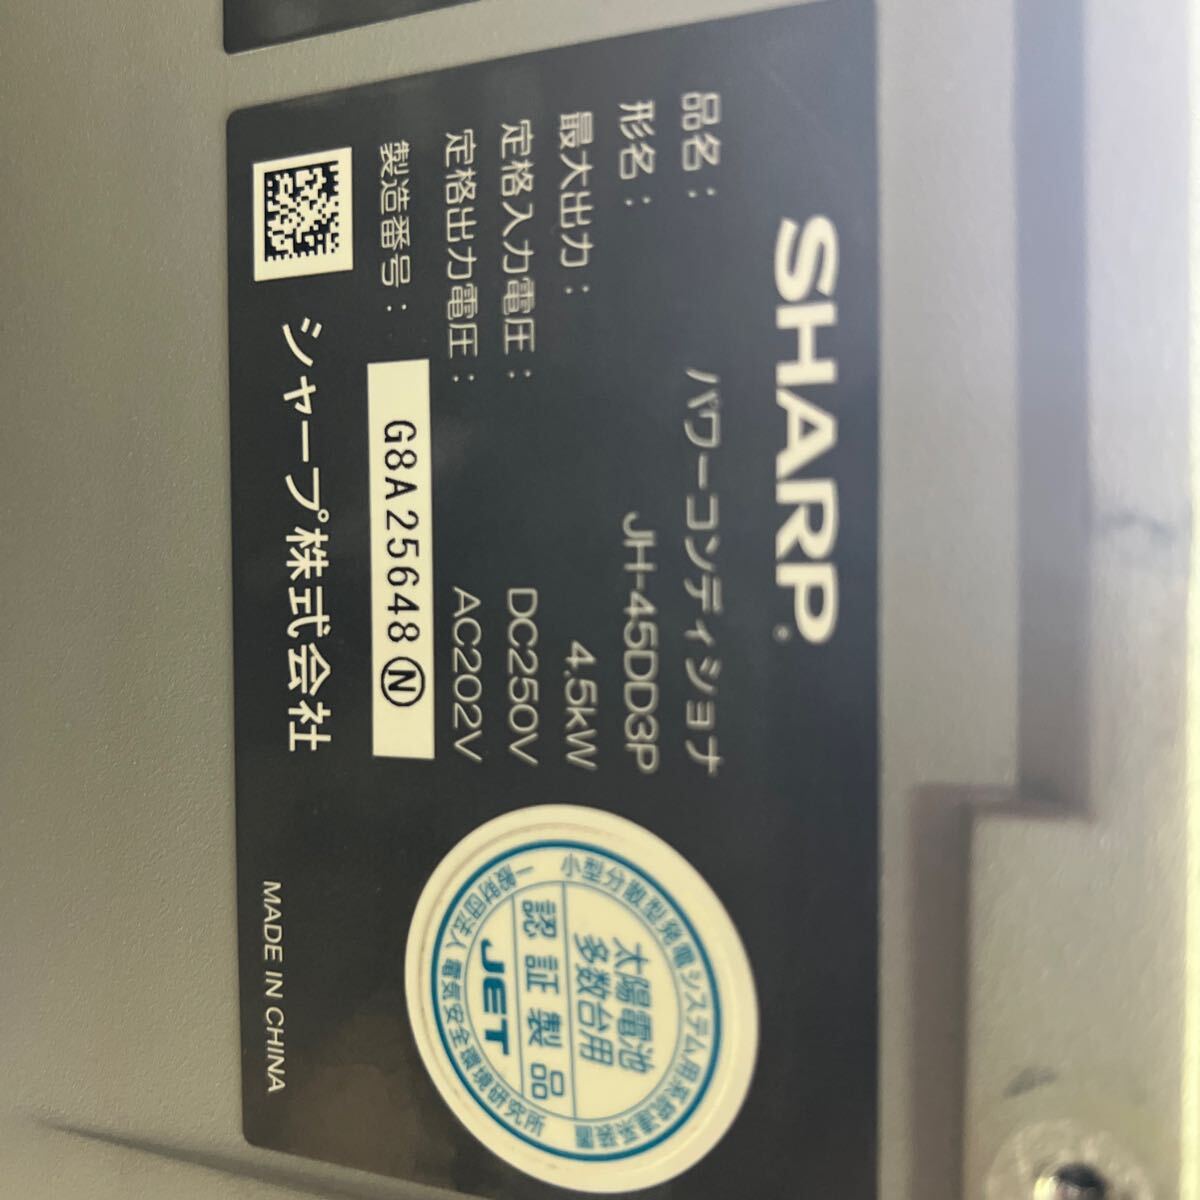 SHARP
品名： パワーコンディショナ
形名： JH-45DD3P
最大出力： 4.5kW
定格入力電圧： DC250V
定格出力電圧： AC202V
製造番号： G8A25648Ⓝ
シャープ株式会社
MADE IN CHINA
小型分散型発電システム用系統連系装置
太陽電池
多数台用
認証製品
JET
一般財団法人 電気安全環境研究所